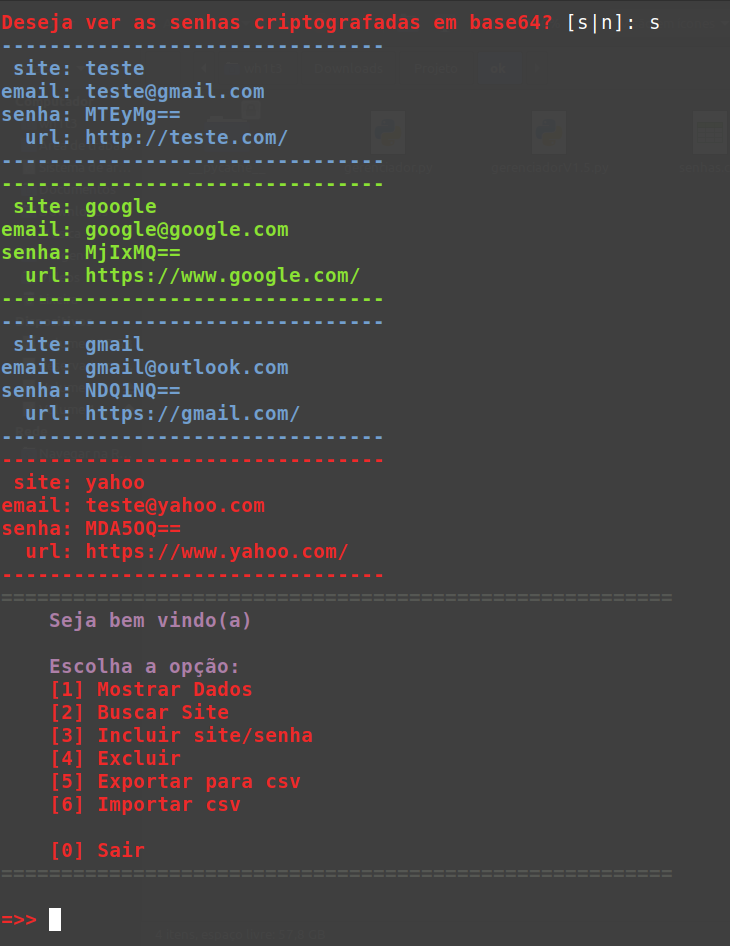 Deseja ver as senhas criptografadas em base64? [s|n]: s
--------------------------------
site: teste
email: teste@gmail.com
senha: MTEyMg==
url: http://teste.com/
--------------------------------
--------------------------------
site: google
email: google@google.com
senha: MjIxMQ==
url: https://www.google.com/
--------------------------------
--------------------------------
site: gmail
email: gmail@outlook.com
senha: NDQ1NQ==
url: https://gmail.com/
--------------------------------
--------------------------------
site: yahoo
email: teste@yahoo.com
senha: MDA5OQ==
url: https://www.yahoo.com/
--------------------------------
========================================================
Seja bem vindo(a)
Escolha a opção:
[1] Mostrar Dados
[2] Buscar Site
[3] Incluir site/senha
[4] Excluir
[5] Exportar para csv
[6] Importar csv
[0] Sair
========================================================
=>>